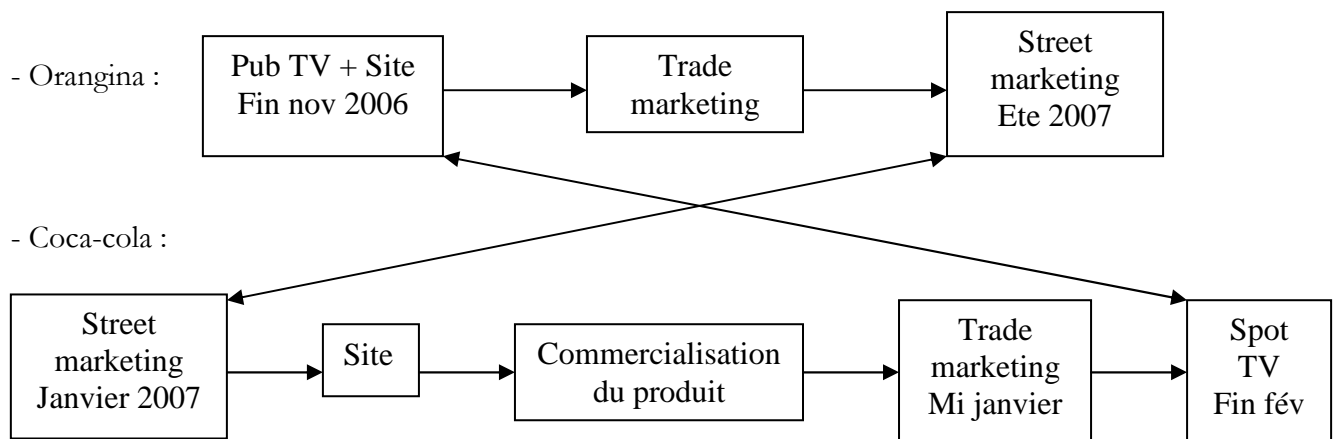 - Orangina :
Pub TV + Site
Fin nov 2006
Trade
marketing
Street
marketing
Ete 2007
- Coca-cola :
Street
marketing
Janvier 2007
Site
Commercialisation
du produit
Trade
marketing
Mi janvier
Spot
TV
Fin fév